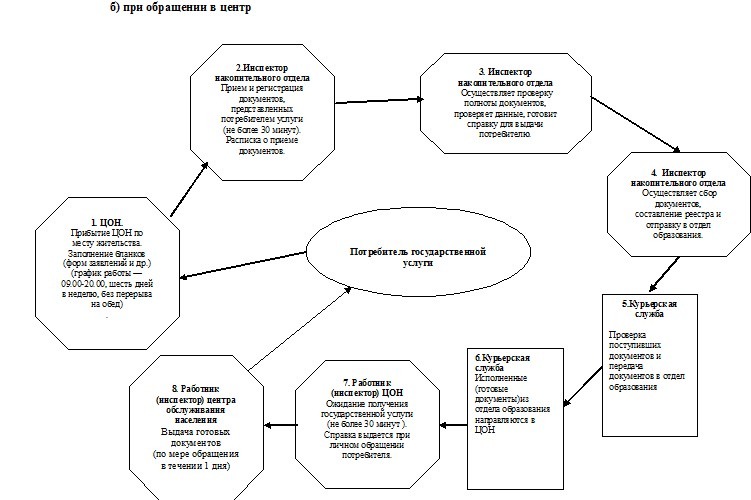 б) при обращении в центр
2.Инспектор
накопительного отдела
Прием и регистрация
документов,
представленных
потребителем услуги
(не более 30 минут).
Расписка о приеме
документов.
3. Инспектор
накопительного отдела
Осуществляет проверку
полноты документов,
проверяет данные, готовит
справку для выдачи
потребителю.
4. Инспектор
накопительного отдела
Осуществляет сбор
документов,
составление реестра и
отправку в отдел
образования.
1. ЦОН.
Прибытие ЦОН по
месту жительства.
Заполнение бланков
(форм заявлений и др.)
(график работы —
09.00-20.00, шесть дней
в неделю, без перерыва
на обед)
.
Потребитель государственной
услуги
5.Курьерская
служба
Проверка
поступивших
документов и
передача
документов в отдел
образования
6.Курьерская
служба
Исполненные
(готовые
документы)из
отдела образования
направляются в
ЦОН
7. Работник
(инспектор) ЦОН
Ожидание получения
государственной услуги
(не более 30 минут ).
Справка выдается при
личном обращении
потребителя.
8. Работник
(инспектор) центра
обслуживания
населения
Выдача готовых
документов
(по мере обращения
в течении 1 дня)